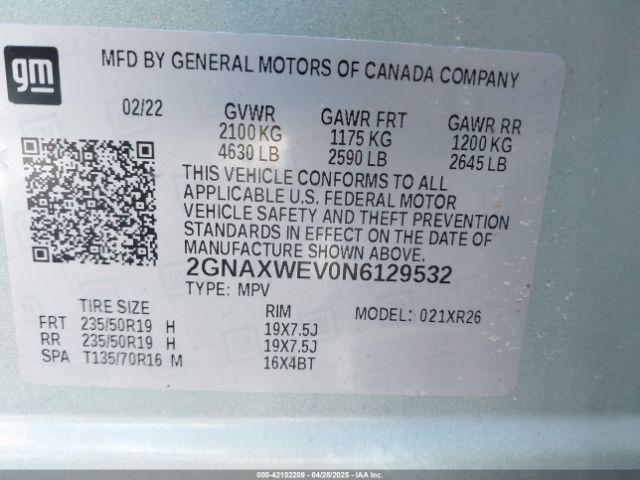 gm
MFD BY GENERAL MOTORS OF CANADA COMPANY
02/22
GVWR GAWR FRT GAWR RR
2100 KG 1175 KG 1200 KG
4630 LB 2590 LB 2645 LB
THIS VEHICLE CONFORMS TO ALL
APPLICABLE U.S. FEDERAL MOTOR
VEHICLE SAFETY AND THEFT PREVENTION
STANDARDS IN EFFECT ON THE DATE OF
MANUFACTURE SHOWN ABOVE.
2GNAXWEV0N6129532
TYPE: MPV
TIRE SIZE RIM MODEL: 021XR26
FRT 235/50R19 H 19X7.5J
RR 235/50R19 H 19X7.5J
SPA T135/70R16 M 16X4BT
000-42102209 | 04/28/2025 - IAA Inc.